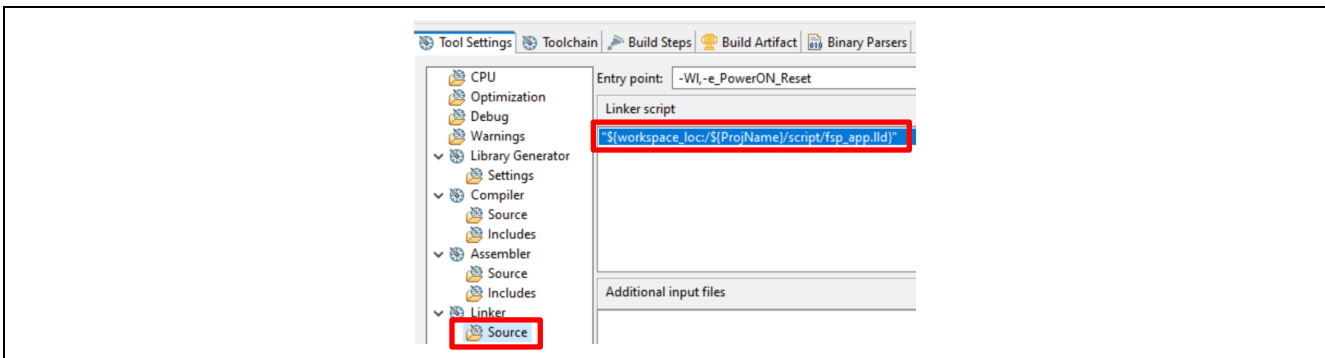 Tool Settings Toolchain Build Steps Build Artifact Binary Parsers
CPU
Optimization
Debug
Warnings
Library Generator
Settings
Compiler
Source
Includes
Assembler
Source
Includes
Linker
Source
Entry point: -Wl,-e_PowerON_Reset
Linker script
"${workspace_loc:/${ProjName}/script/fsp_app.lld}"
Additional input files